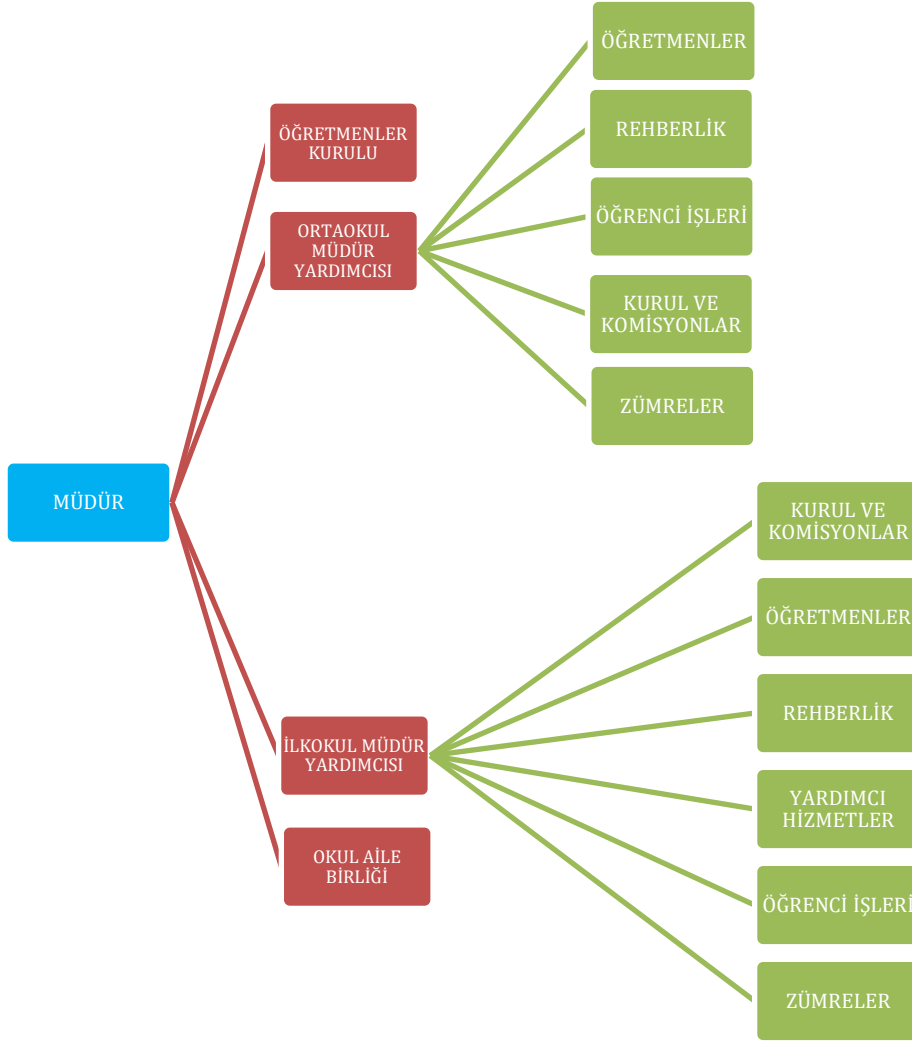 ÖĞRETMENLER
REHBERLİK
ÖĞRENCİ İŞLERİ
KURUL VE
KOMİSYONLAR
ZÜMRELER
ÖĞRETMENLER
KURULU
ORTAOKUL
MÜDÜR
YARDIMCISI
MÜDÜR
İLKOKUL MÜDÜR
YARDIMCISI
OKUL AİLE
BİRLİĞİ
KURUL VE
KOMİSYONLAR
ÖĞRETMENLER
REHBERLİK
YARDIMCI
HİZMETLER
ÖĞRENCİ İŞLERİ
ZÜMRELER